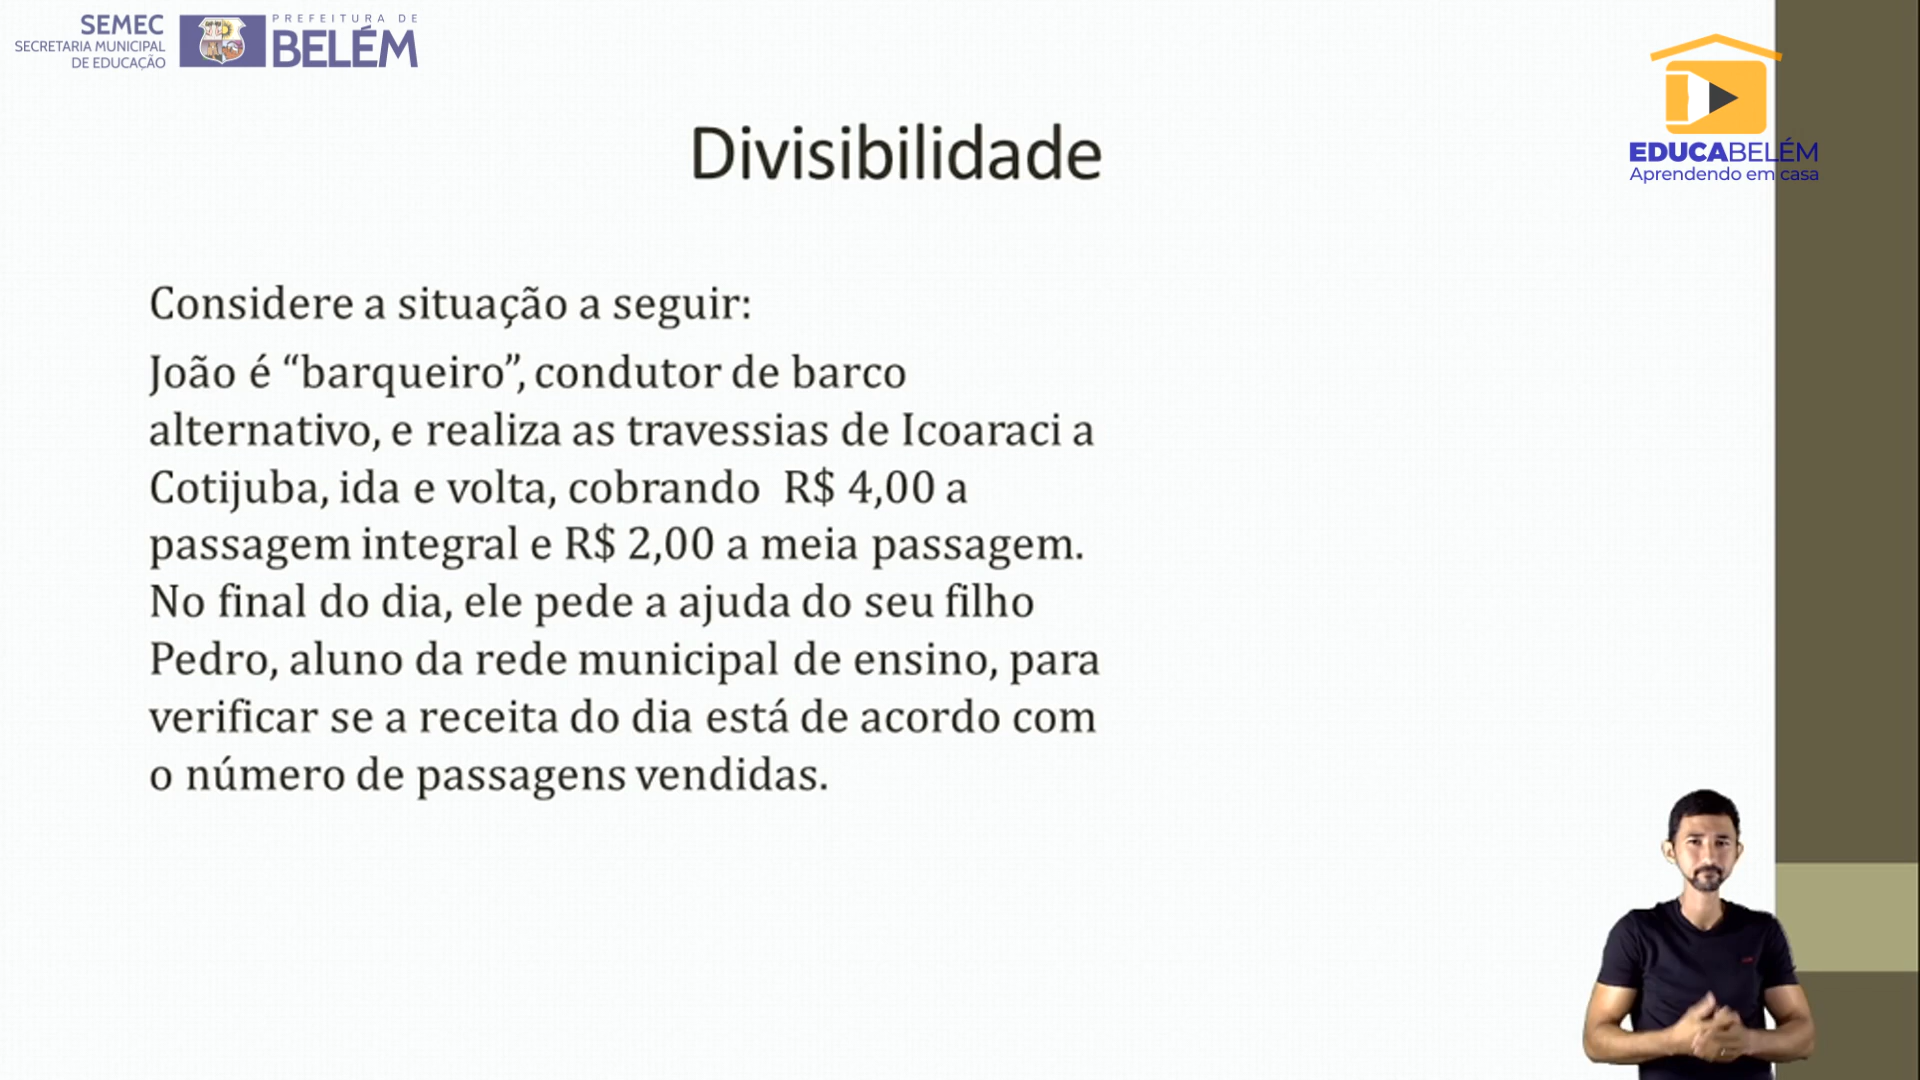 SEMEC
SECRETARIA MUNICIPAL
DE EDUCAÇÃO
PREFEITURA DE
BELÉM
EDUCABELÉM
Aprendendo em casa
Divisibilidade
Considere a situação a seguir:
João é “barqueiro”, condutor de barco
alternativo, e realiza as travessias de Icoaraci a
Cotijuba, ida e volta, cobrando R$ 4,00 a
passagem integral e R$ 2,00 a meia passagem.
No final do dia, ele pede a ajuda do seu filho
Pedro, aluno da rede municipal de ensino, para
verificar se a receita do dia está de acordo com
o número de passagens vendidas.